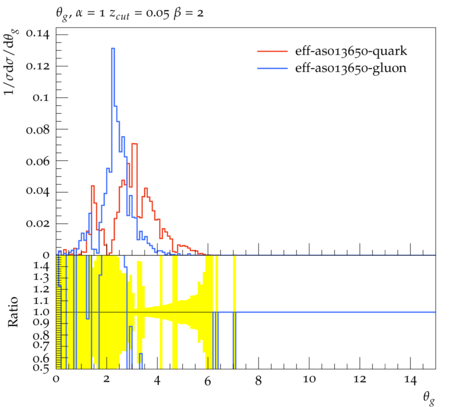 θg, α = 1 zcut = 0.05 β = 2
1/σdσ/dθg
0.14
0.12
0.1
0.08
0.06
0.04
0.02
0
eff-as013650-quark
eff-as013650-gluon
Ratio
1.4
1.3
1.2
1.1
1.0
0.9
0.8
0.7
0.6
0.5
0 2 4 6 8 10 12 14
θg